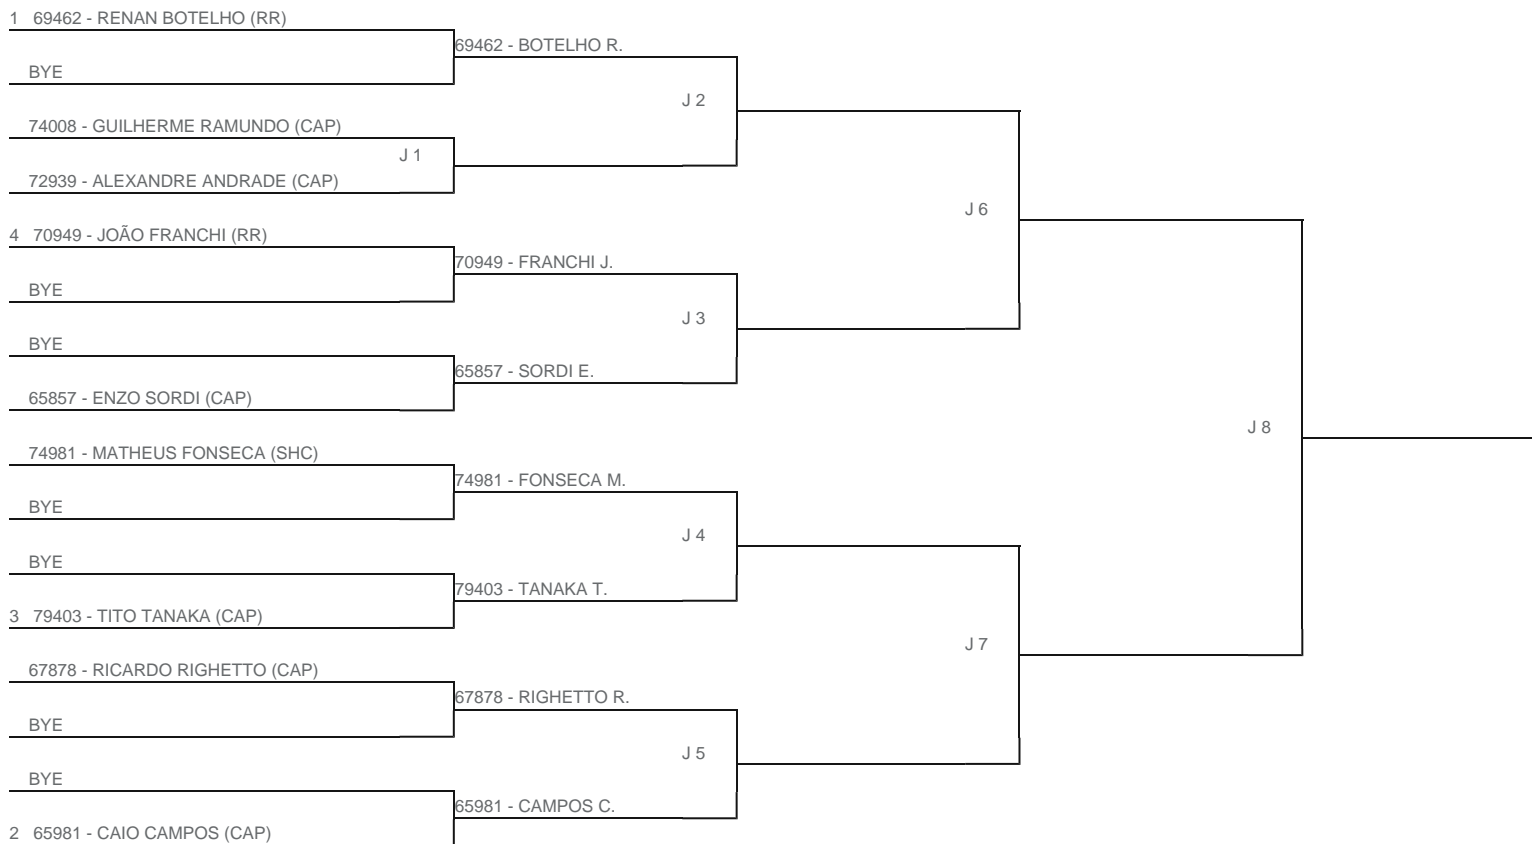 1 69462 - RENAN BOTELHO (RR)
69462 - BOTELHO R.
BYE
J 2
74008 - GUILHERME RAMUNDO (CAP)
J 1
72939 - ALEXANDRE ANDRADE (CAP)
J 6
4 70949 - JOÃO FRANCHI (RR)
70949 - FRANCHI J.
BYE
J 3
BYE
65857 - SORDI E.
65857 - ENZO SORDI (CAP)
J 8
74981 - MATHEUS FONSECA (SHC)
74981 - FONSECA M.
BYE
J 4
BYE
79403 - TANAKA T.
3 79403 - TITO TANAKA (CAP)
J 7
67878 - RICARDO RIGHETTO (CAP)
67878 - RIGHETTO R.
BYE
J 5
BYE
65981 - CAMPOS C.
2 65981 - CAIO CAMPOS (CAP)